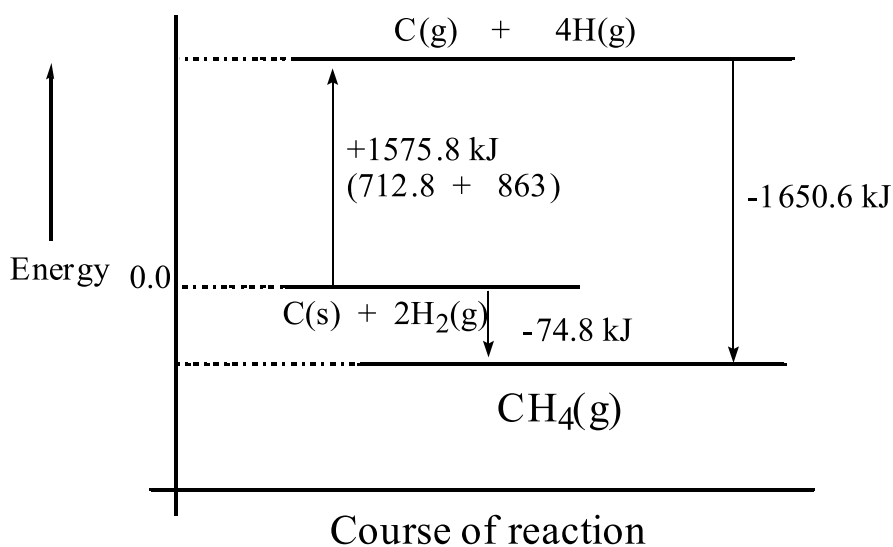 C(g) + 4H(g)
+1575.8 kJ
(712.8 + 863)
-1650.6 kJ
Energy 0.0
C(s) + 2H₂(g)
-74.8 kJ
CH₄(g)
Course of reaction